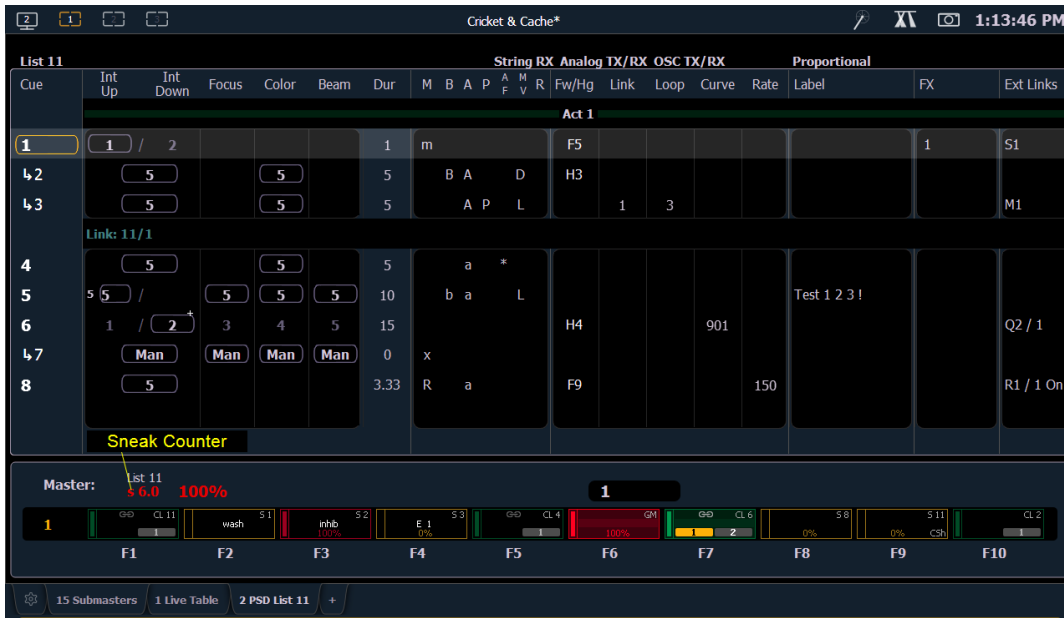 2 1 2 3 Cricket & Cache* 1:13:46 PM
List 11 String RX Analog TX/RX OSC TX/RX Proportional
Cue Int Up Int Down Focus Color Beam Dur M B A P A F M V R Fw/Hg Link Loop Curve Rate Label FX Ext Links
Act 1
1 1 / 2 1 m F5 1 S1
↳2 5 5 5 B A D H3
↳3 5 5 5 A P L 1 3 M1
Link: 11/1
4 5 5 5 a *
5 5 5 / 5 5 5 10 b a L Test 1 2 3 !
6 1 / 2 + 3 4 5 15 H4 901 Q2 / 1
↳7 Man Man Man Man 0 x
8 5 3.33 R a F9 150 R1 / 1 On
Sneak Counter
List 11
Master: s 6.0 100% 1
CL 11 S 1 S 2 S 3 CL 4 GM CL 6 S 8 S 11 CL 2
1 1 wash inhib 100% E 1 0% 1 100% 1 2 0% 0% CSh 1
F1 F2 F3 F4 F5 F6 F7 F8 F9 F10
15 Submasters 1 Live Table 2 PSD List 11 +